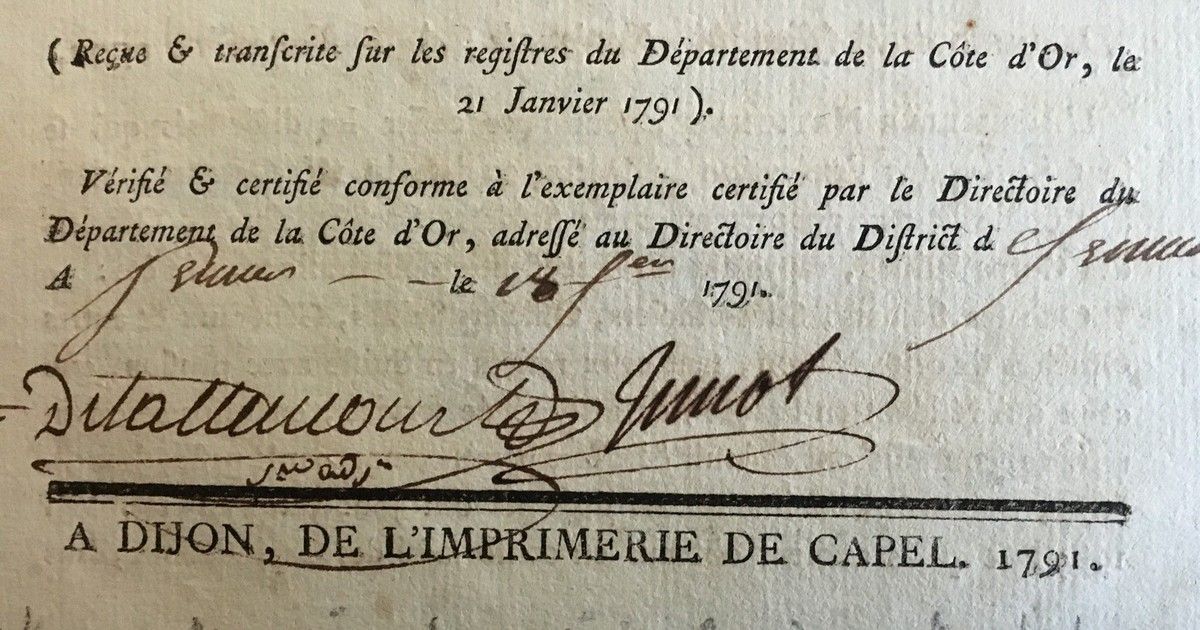 ( Reçue & tranſcrite ſur les regiſtres du Département de la Côte d'Or, le
21 Janvier 1791 ).
Vérifié & certifié conforme à l'exemplaire certifié par le Directoire du
Département de la Côte d'Or, adreſſé au Directoire du Diſtrict d
A le 18 1791.
Junot
A DIJON, DE L'IMPRIMERIE DE CAPEL. 1791.